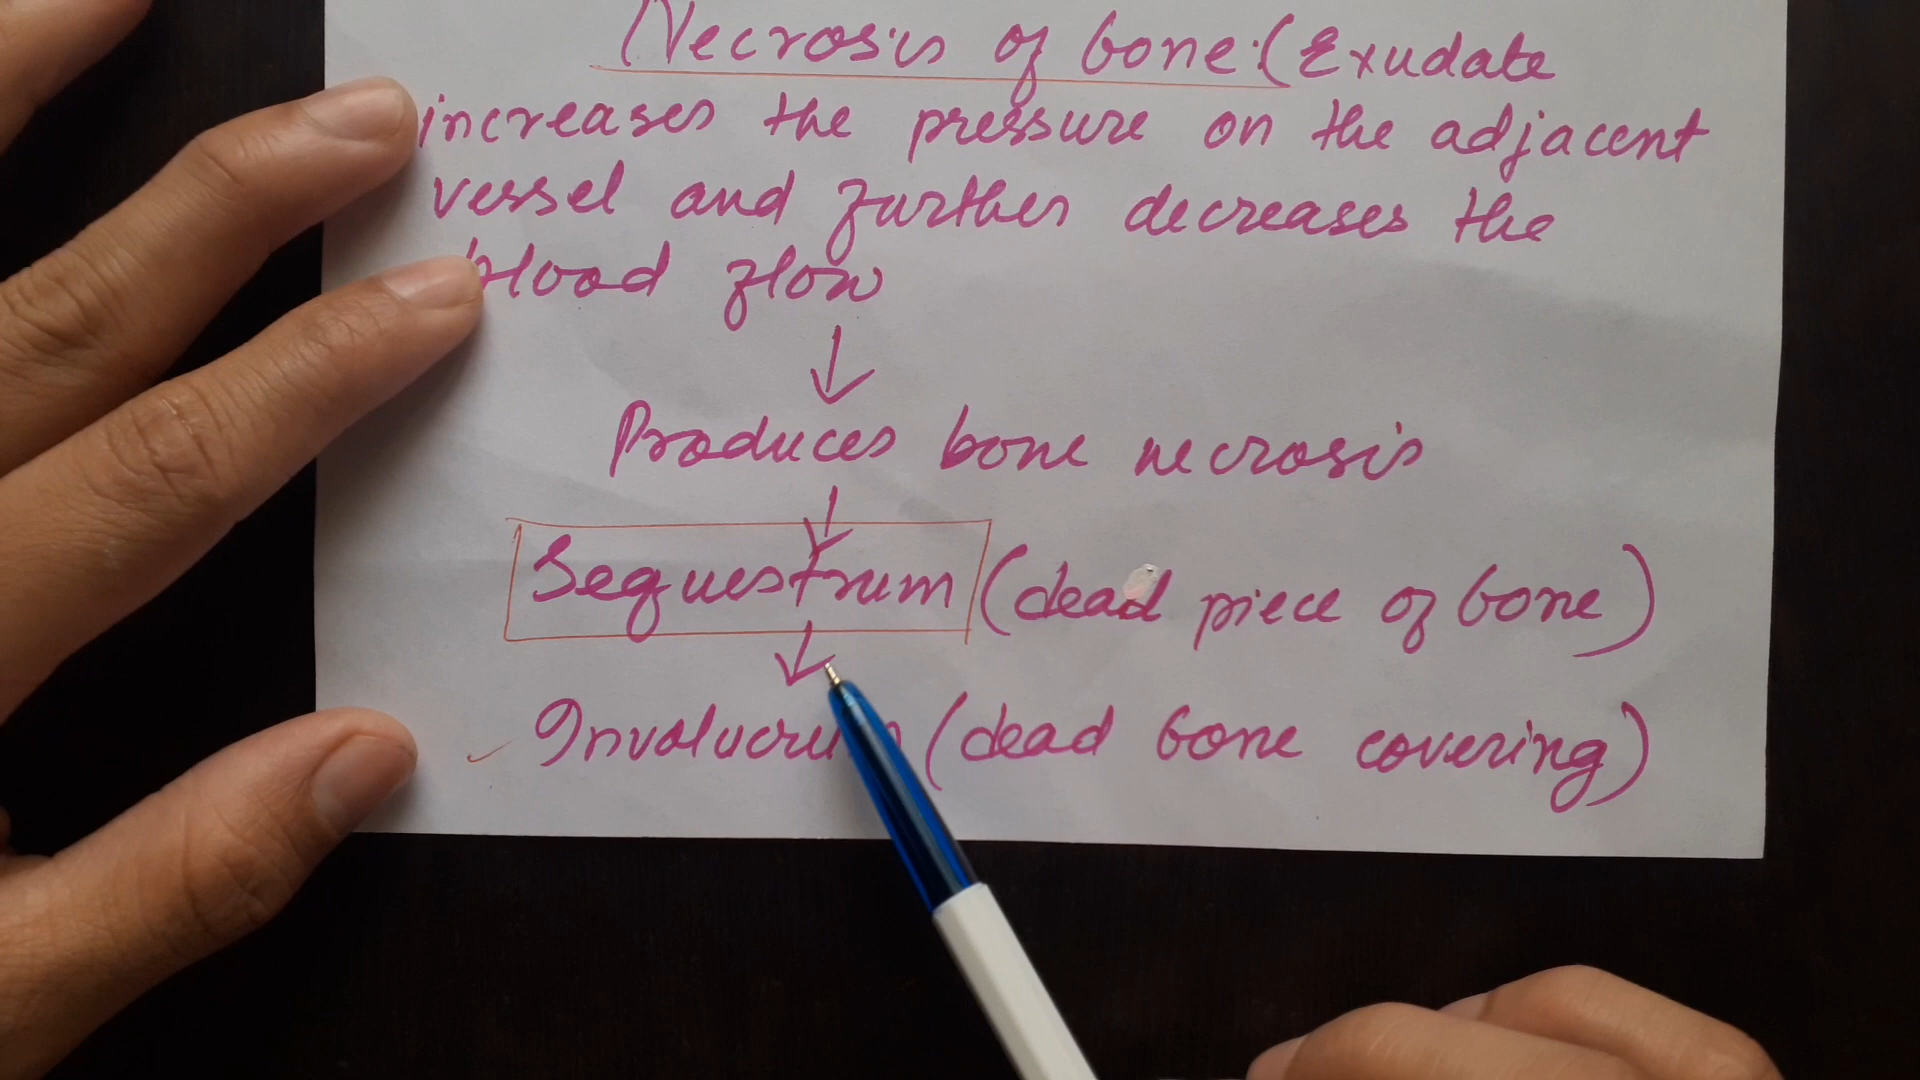 Necrosis of bone:(Exudate
increases the pressure on the adjacent
vessel and further decreases the
blood flow
Produces bone necrosis
Sequestrum (dead piece of bone)
Involucrum (dead bone covering)